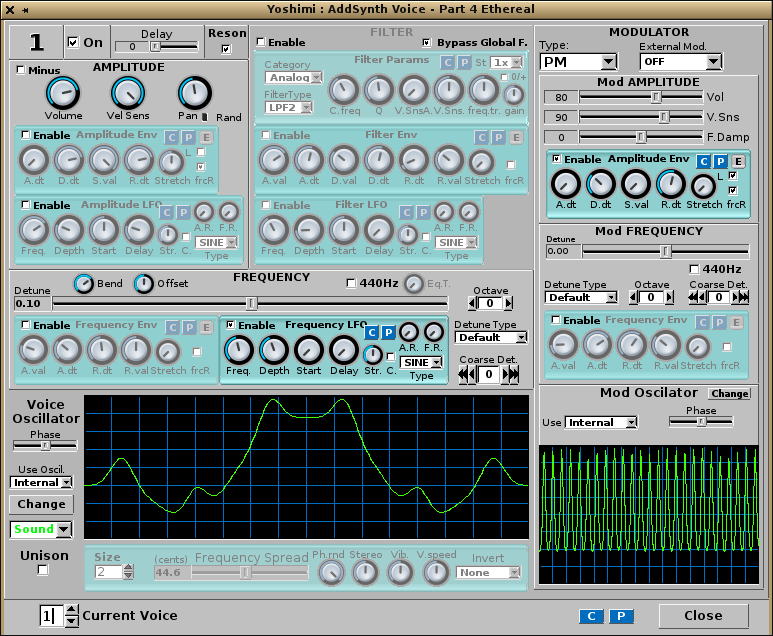 Yoshimi : AddSynth Voice - Part 4 Ethereal
1
On
Delay
0
Reson
Minus
AMPLITUDE
Volume
Vel Sens
Pan
Rand
Enable
Amplitude Env
C
P
E
A.dt
D.dt
S.val
R.dt
Stretch
L
frcR
Enable
Amplitude LFO
C
P
Freq.
Depth
Start
Delay
Str.
C.
A.R.
F.R.
SINE
Type
FILTER
Enable
Bypass Global F.
Category
Analog
FilterType
LPF2
Filter Params
C
P
St
1x
0/+
C.freq
Q
V.SnsA
V.Sns.
freq.tr.
gain
Enable
Filter Env
C
P
E
A.val
A.dt
D.val
D.dt
R.dt
R.val
Stretch
frcR
Enable
Filter LFO
C
P
Freq.
Depth
Start
Delay
Str.
C.
A.R.
F.R.
SINE
Type
FREQUENCY
Detune
0.10
Bend
Offset
440Hz
Eq.T.
Octave
0
Enable
Frequency Env
C
P
E
A.val
A.dt
R.dt
R.val
Stretch
frcR
Enable
Frequency LFO
C
P
Freq.
Depth
Start
Delay
Str.
C.
A.R.
F.R.
SINE
Type
Detune Type
Default
Coarse Det.
0
Voice
Oscillator
Phase
Use Oscil.
Internal
Change
Sound
Unison
Size
2
(cents)
Frequency Spread
44.6
Ph.rnd
Stereo
Vib.
V.speed
Invert
None
MODULATOR
Type:
PM
External Mod.
OFF
Mod AMPLITUDE
80
Vol
90
V.Sns
0
F.Damp
Enable
Amplitude Env
C
P
E
A.dt
D.dt
S.val
R.dt
Stretch
L
frcR
Mod FREQUENCY
Detune
0.00
440Hz
Detune Type
Default
Octave
0
Coarse Det.
0
Enable
Frequency Env
C
P
E
A.val
A.dt
R.dt
R.val
Stretch
frcR
Mod Oscilator
Change
Use
Internal
Phase
1
Current Voice
C
P
Close